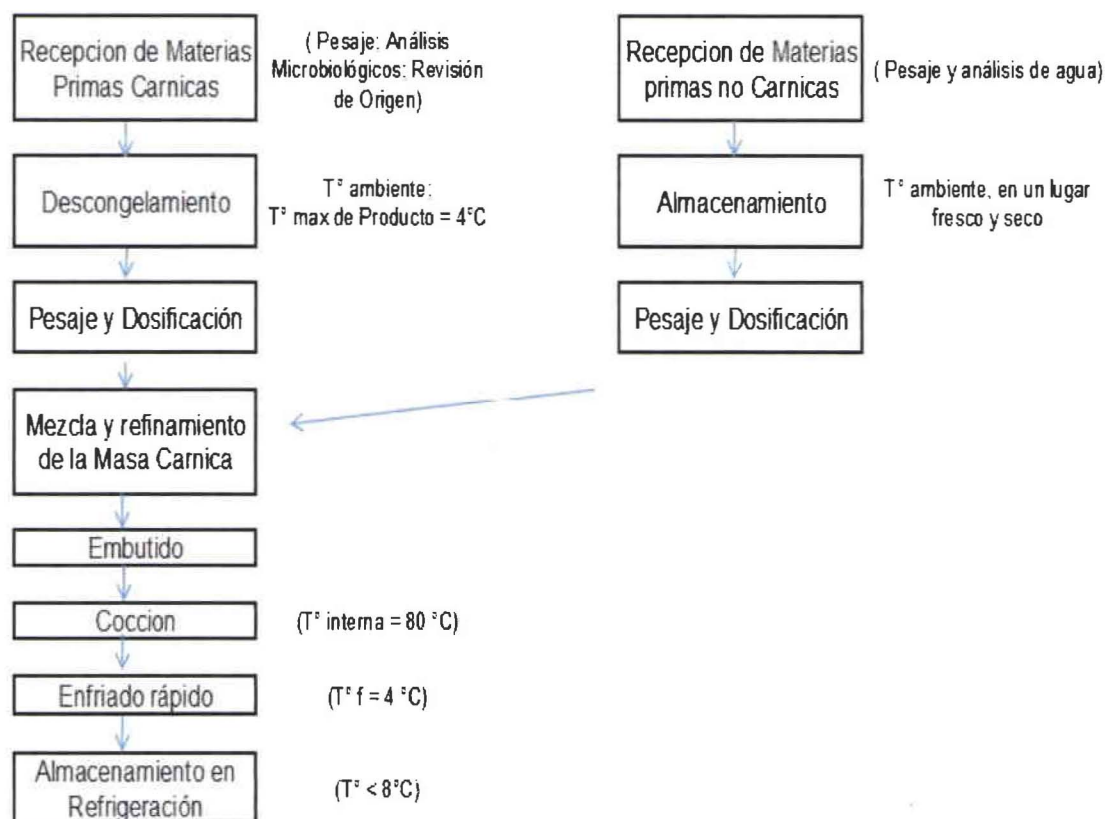 Recepcion de Materias
Primas Carnicas
( Pesaje: Análisis
Microbiológicos: Revisión
de Origen)
Recepcion de Materias
primas no Carnicas
( Pesaje y análisis de agua)
Descongelamiento
T° ambiente:
T° max de Producto = 4°C
Almacenamiento
T° ambiente, en un lugar
fresco y seco
Pesaje y Dosificación
Pesaje y Dosificación
Mezcla y refinamiento
de la Masa Carnica
Embutido
Coccion
(T° interna = 80 °C)
Enfriado rápido
(T° f = 4 °C)
Almacenamiento en
Refrigeración
(T° < 8°C)